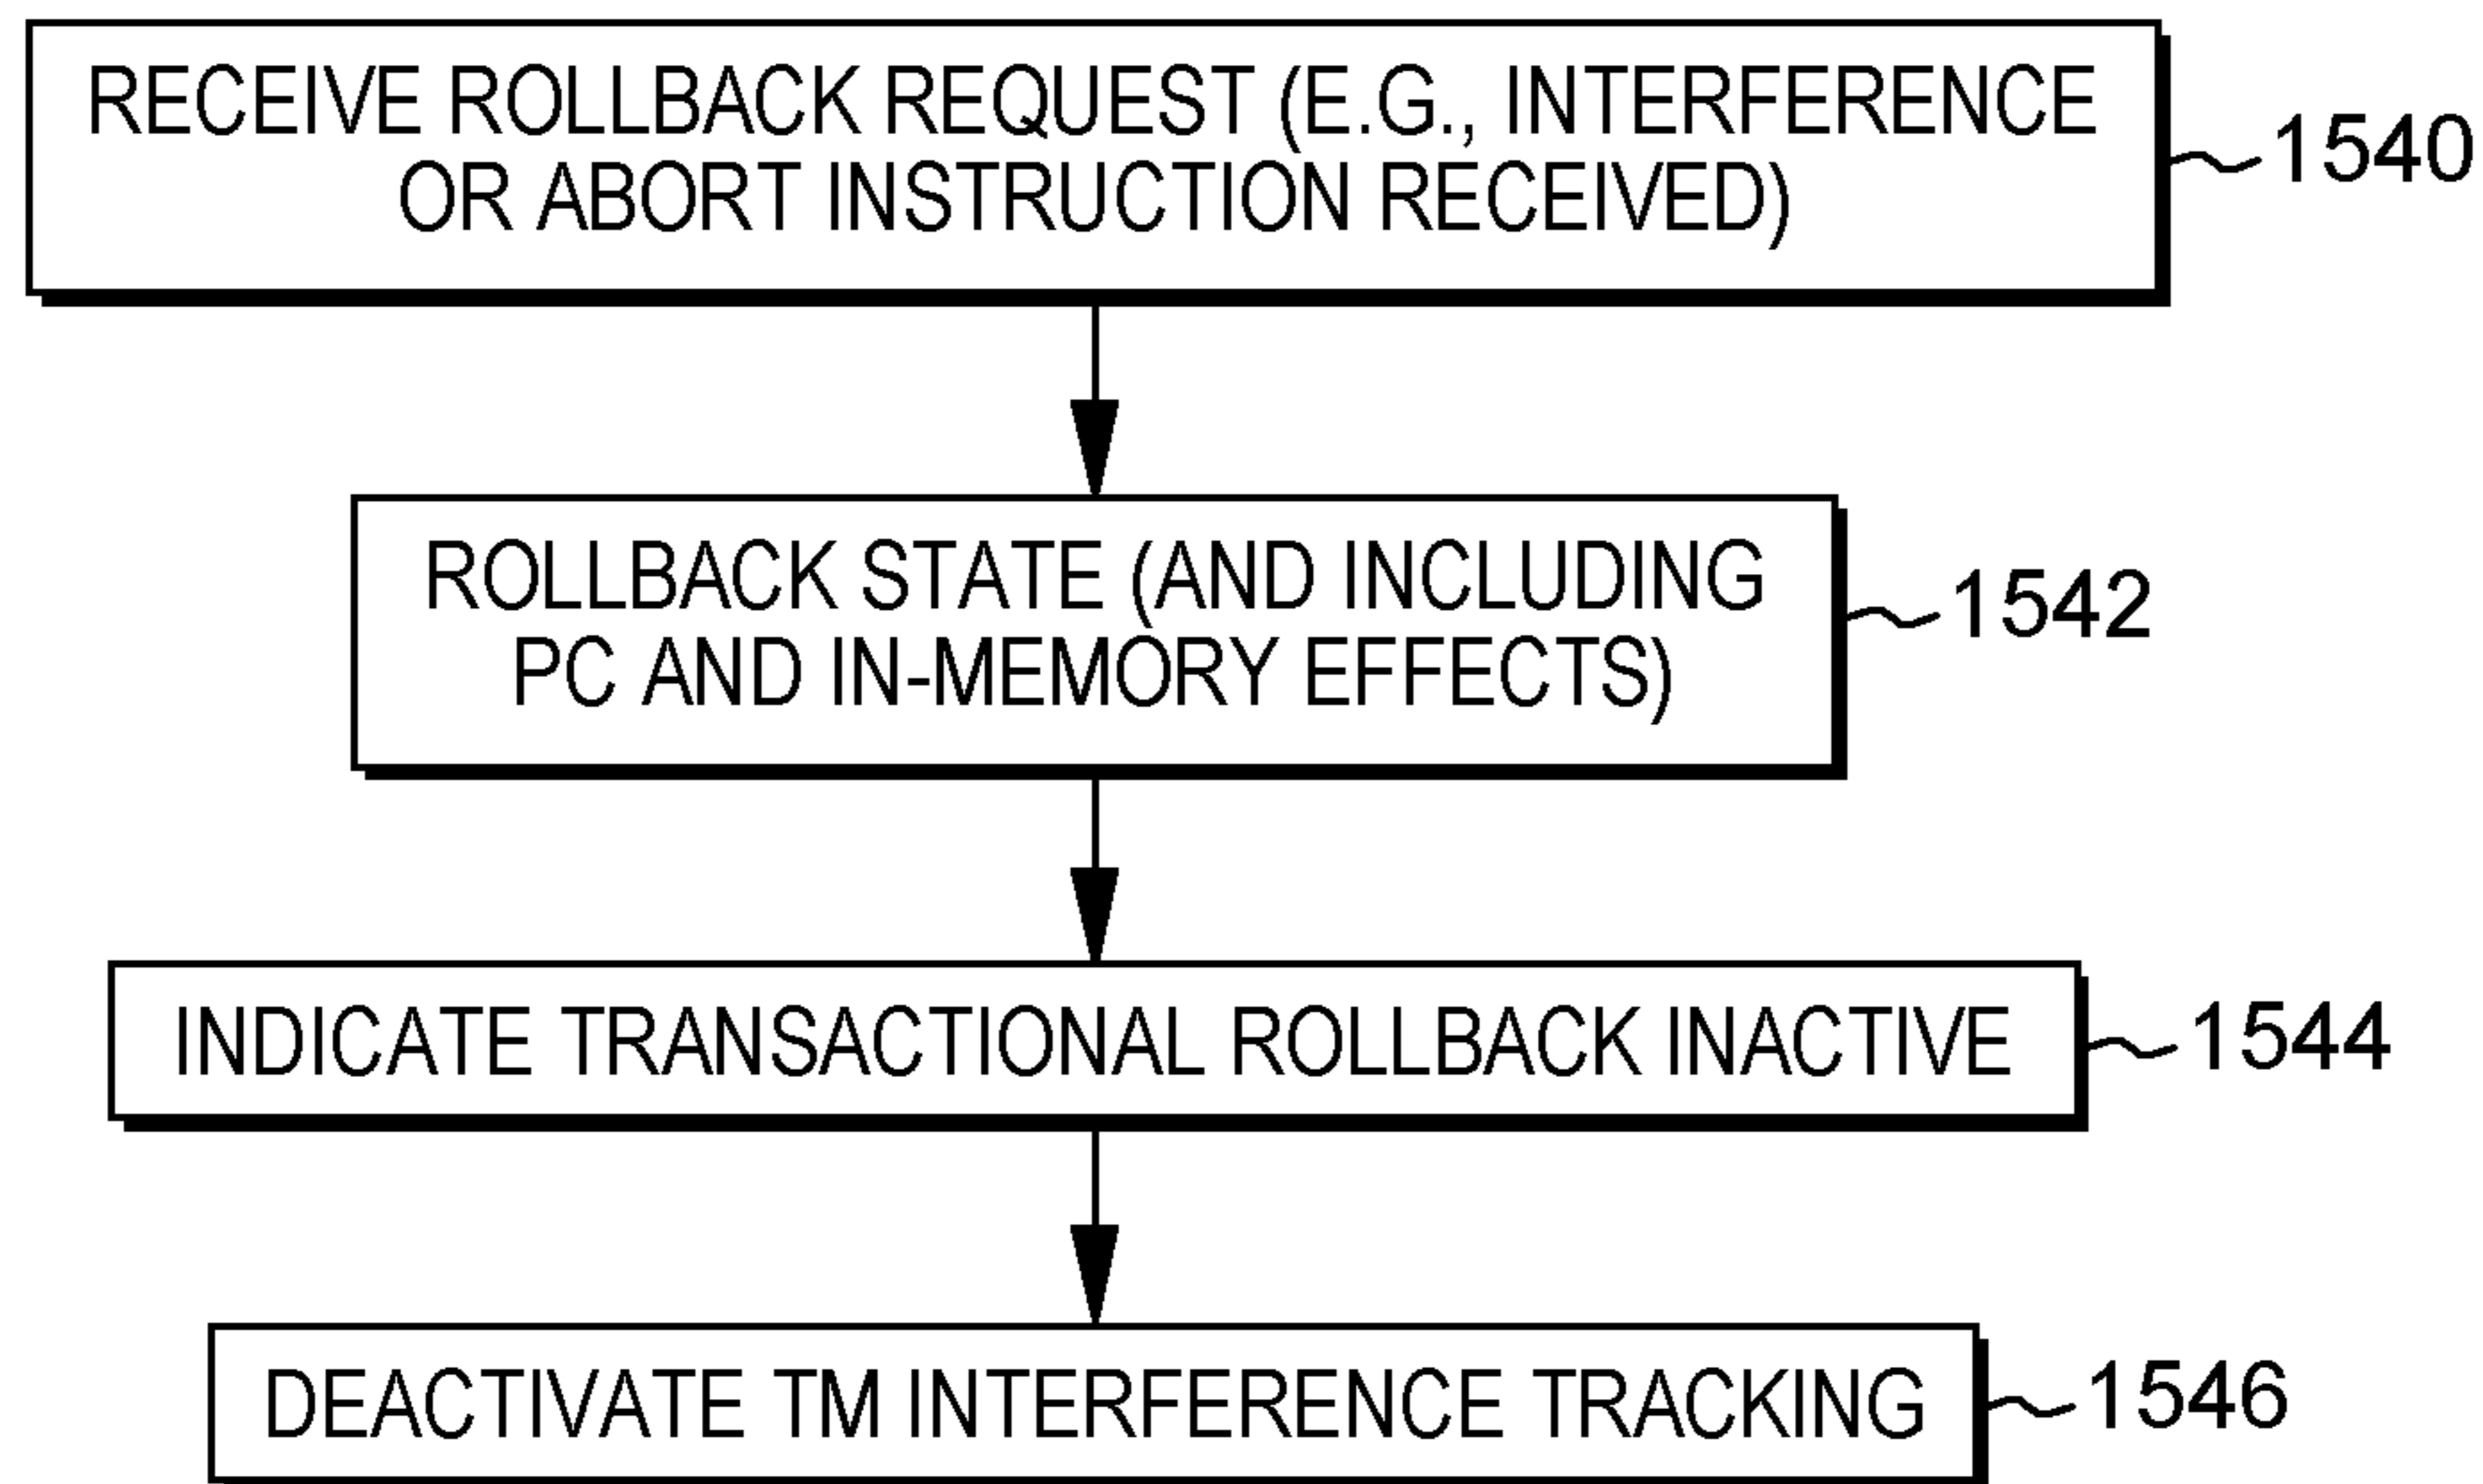 RECEIVE ROLLBACK REQUEST (E.G., INTERFERENCE
OR ABORT INSTRUCTION RECEIVED)
1540
ROLLBACK STATE (AND INCLUDING
PC AND IN-MEMORY EFFECTS)
1542
INDICATE TRANSACTIONAL ROLLBACK INACTIVE
1544
DEACTIVATE TM INTERFERENCE TRACKING
1546